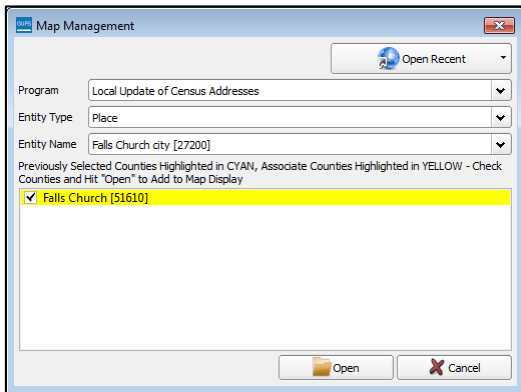 GUPS Map Management
Open Recent
Program Local Update of Census Addresses
Entity Type Place
Entity Name Falls Church city [27200]
Previously Selected Counties Highlighted in CYAN, Associate Counties Highlighted in YELLOW - Check
Counties and Hit "Open" to Add to Map Display
Falls Church [51610]
Open Cancel